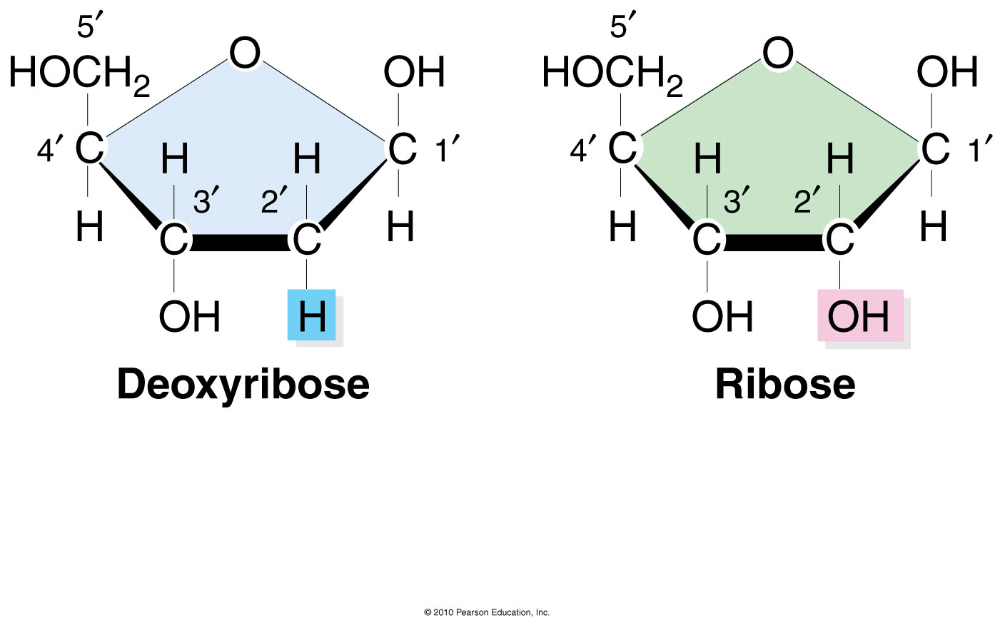 5′ 5′
HOCH₂ O OH HOCH₂ O OH
4′ C H H C 1′ 4′ C H H C 1′
H 3′ 2′ H H 3′ 2′ H
C C C C
OH H OH OH
Deoxyribose Ribose
© 2010 Pearson Education, Inc.